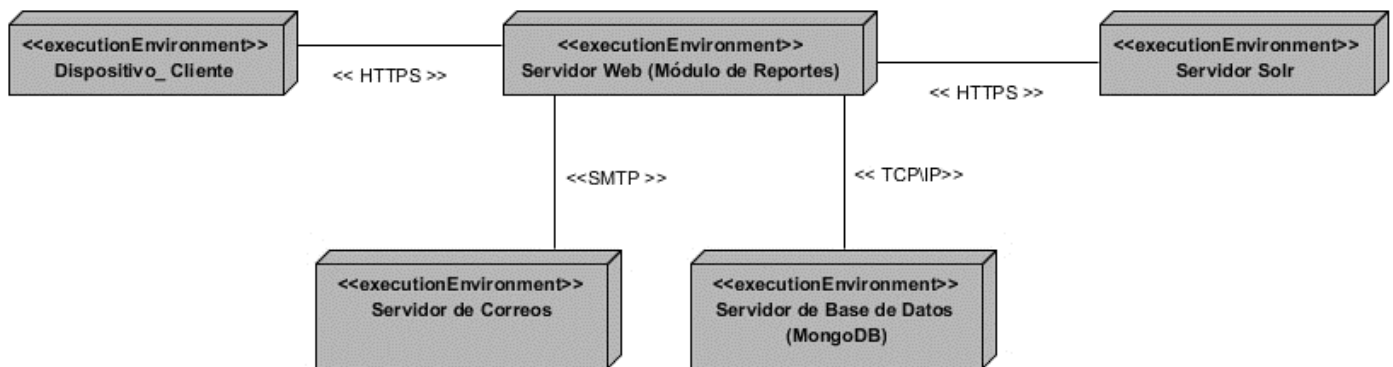 <<executionEnvironment>>
Dispositivo_ Cliente
<< HTTPS >>
<<executionEnvironment>>
Servidor Web (Módulo de Reportes)
<< HTTPS >>
<<executionEnvironment>>
Servidor Solr
<<SMTP >>
<< TCP\IP>>
<<executionEnvironment>>
Servidor de Correos
<<executionEnvironment>>
Servidor de Base de Datos
(MongoDB)